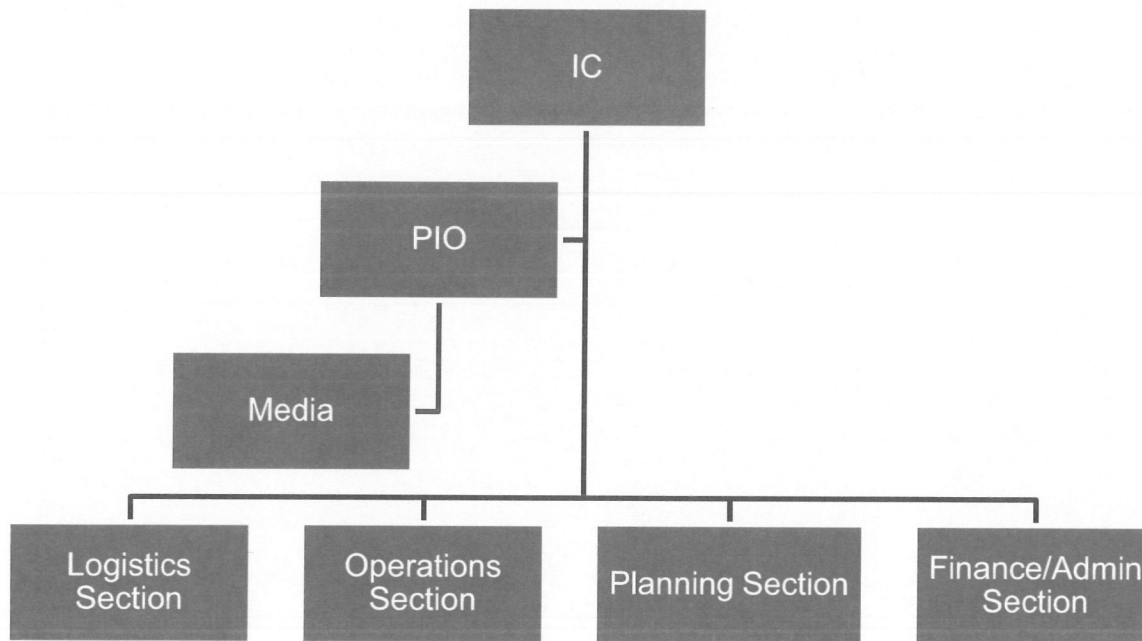 IC
PIO
Media
Logistics
Section
Operations
Section
Planning Section
Finance/Admin
Section